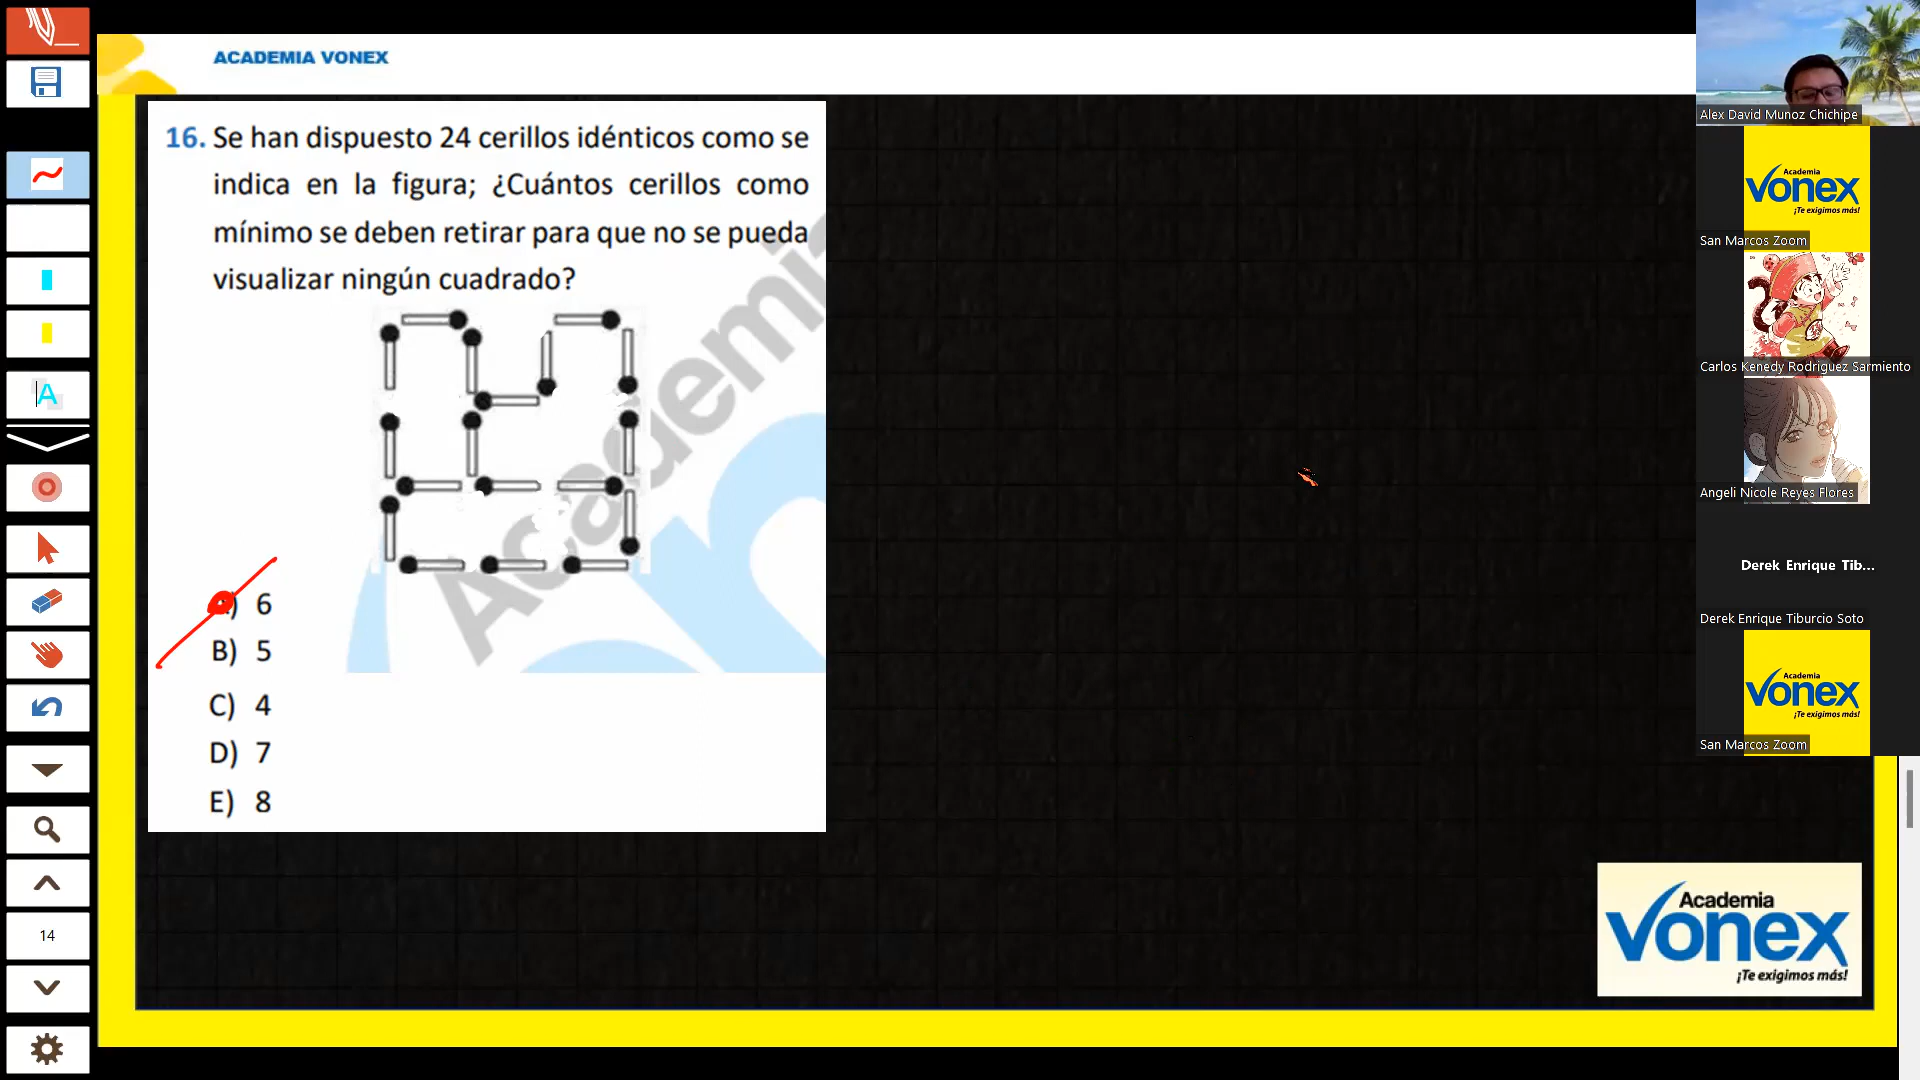 ACADEMIA VONEX
16. Se han dispuesto 24 cerillos idénticos como se
indica en la figura; ¿Cuántos cerillos como
mínimo se deben retirar para que no se pueda
visualizar ningún cuadrado?
Academia
A) 6
B) 5
C) 4
D) 7
E) 8
A
14
Alex David Munoz Chichipe
Academia
Vonex
¡Te exigimos más!
San Marcos Zoom
Carlos Kenedy Rodriguez Sarmiento
Angeli Nicole Reyes Flores
Derek Enrique Tib...
Derek Enrique Tiburcio Soto
Academia
Vonex
¡Te exigimos más!
San Marcos Zoom
Academia
Vonex
¡Te exigimos más!